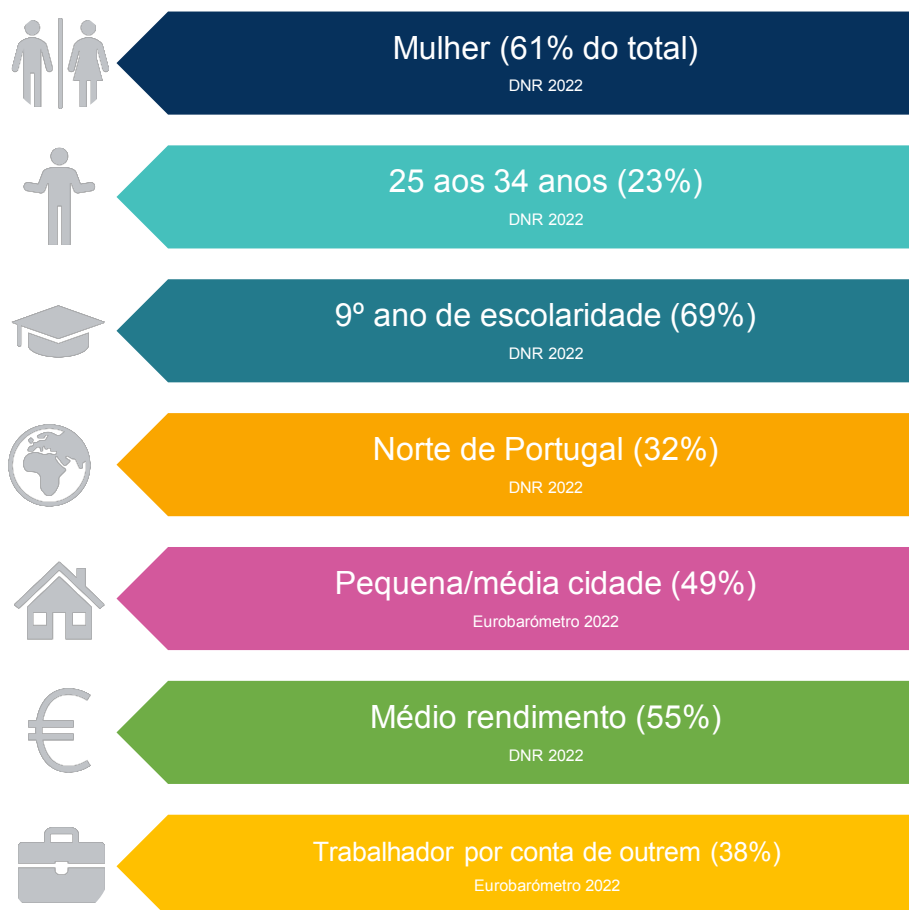 Mulher (61% do total)
DNR 2022
25 aos 34 anos (23%)
DNR 2022
9º ano de escolaridade (69%)
DNR 2022
Norte de Portugal (32%)
DNR 2022
Pequena/média cidade (49%)
Eurobarómetro 2022
Médio rendimento (55%)
DNR 2022
Trabalhador por conta de outrem (38%)
Eurobarómetro 2022